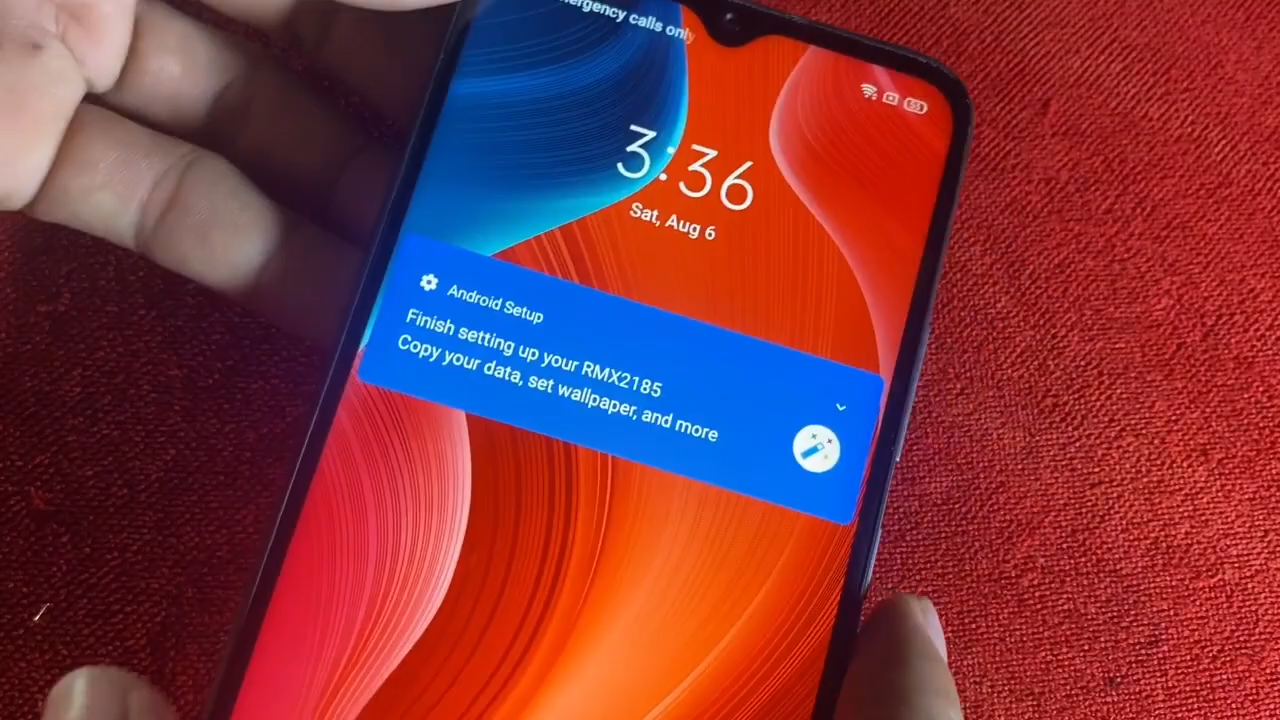 calls only
3:36
Sat, Aug 6
Android Setup
Finish setting up your RMX2185
Copy your data, set wallpaper, and more